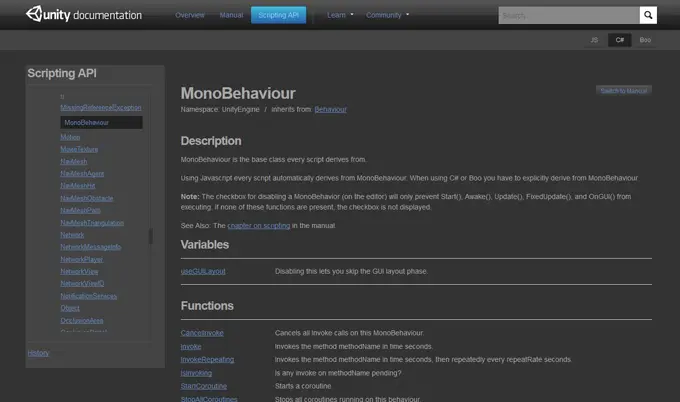 unity documentation
Overview Manual Scripting API Learn Community
Search...
JS C# Boo
Scripting API
MissingReferenceException
MonoBehaviour
Motion
MovieTexture
NavMesh
NavMeshAgent
NavMeshHit
NavMeshObstacle
NavMeshPath
NavMeshTriangulation
Network
NetworkMessageInfo
NetworkPlayer
NetworkView
NetworkViewID
NotificationServices
Object
OcclusionArea
OcclusionPortal
History
MonoBehaviour
Switch to Manual
Namespace: UnityEngine / Inherits from: Behaviour
Description
MonoBehaviour is the base class every script derives from.
Using Javascript every script automatically derives from MonoBehaviour. When using C# or Boo you have to explicitly derive from MonoBehaviour.
Note: The checkbox for disabling a MonoBehavior (on the editor) will only prevent Start(), Awake(), Update(), FixedUpdate(), and OnGUI() from
executing. If none of these functions are present, the checkbox is not displayed.
See Also: The chapter on scripting in the manual.
Variables
useGUILayout Disabling this lets you skip the GUI layout phase.
Functions
CancelInvoke Cancels all Invoke calls on this MonoBehaviour.
Invoke Invokes the method methodName in time seconds.
InvokeRepeating Invokes the method methodName in time seconds, then repeatedly every repeatRate seconds.
IsInvoking Is any invoke on methodName pending?
StartCoroutine Starts a coroutine.
StopAllCoroutines Stops all coroutines running on this behaviour.